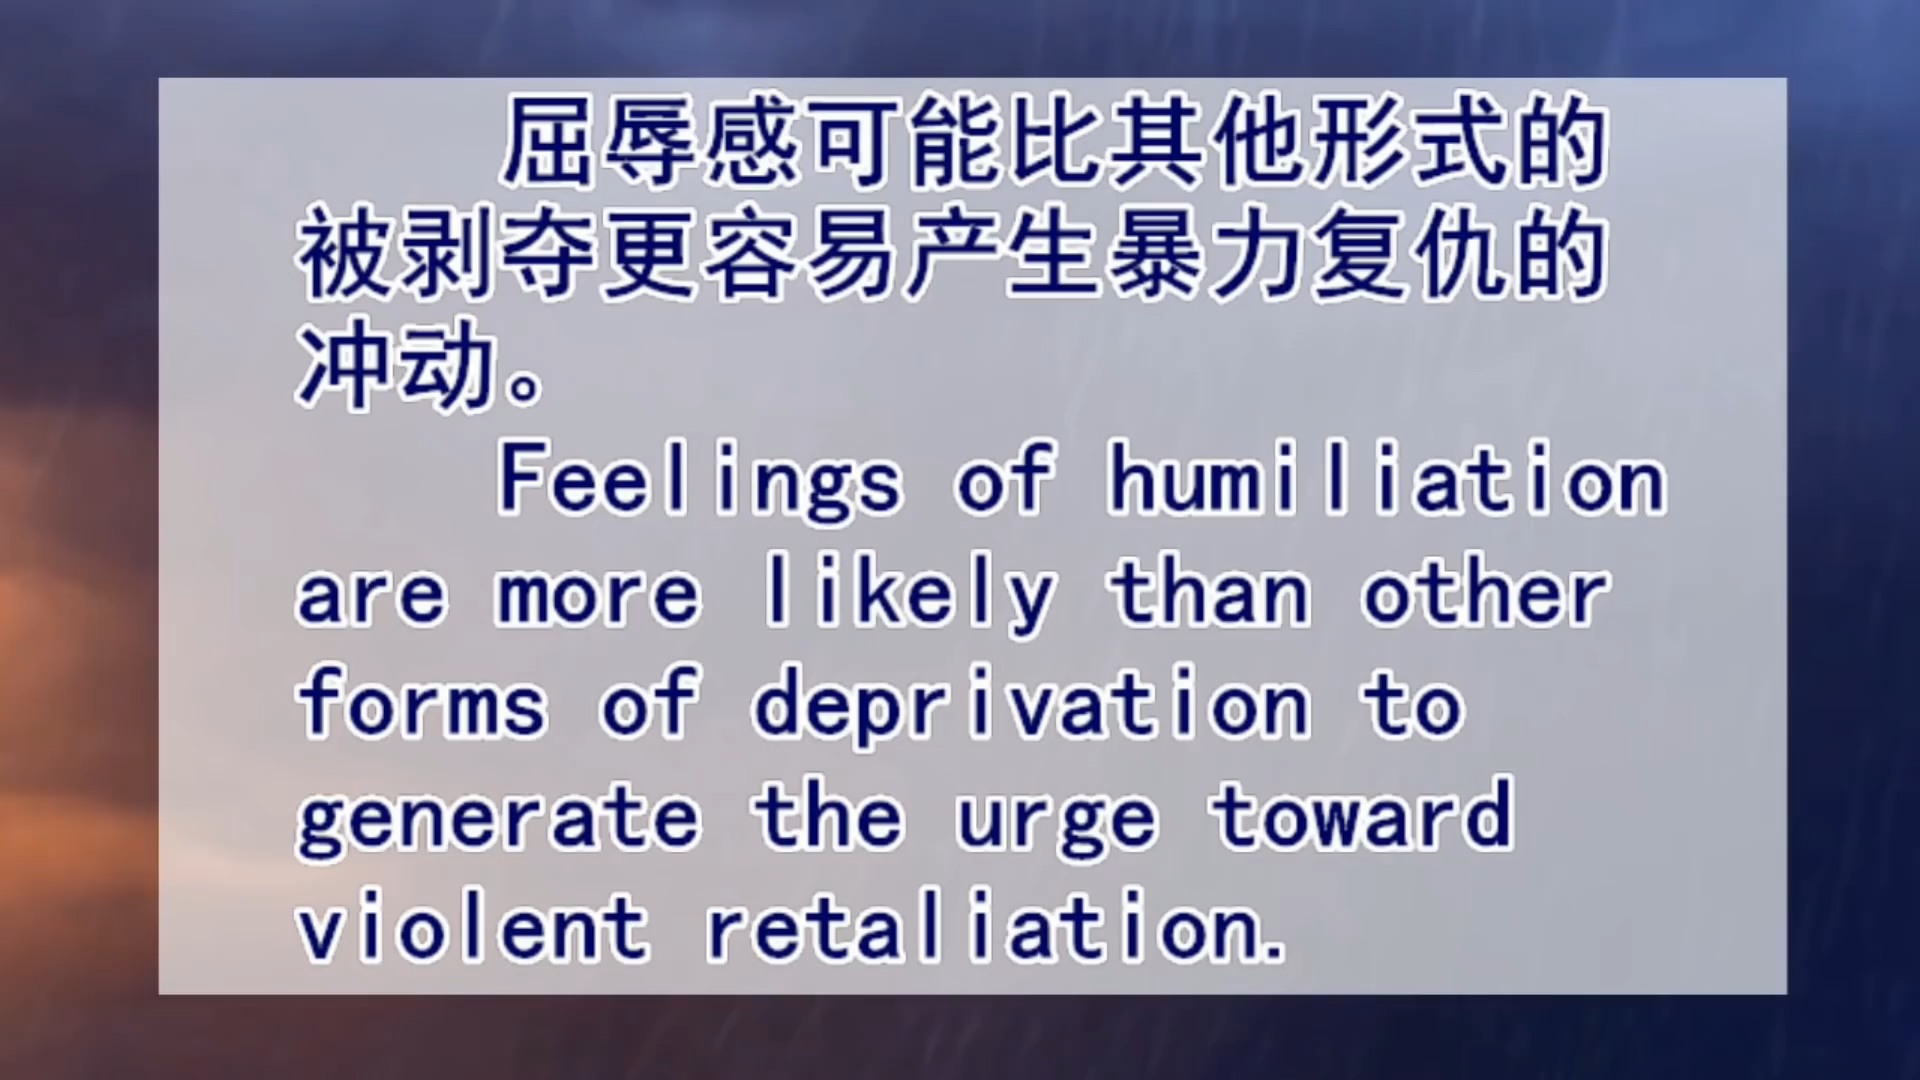 屈辱感可能比其他形式的
被剥夺更容易产生暴力复仇的
冲动。
Feelings of humiliation
are more likely than other
forms of deprivation to
generate the urge toward
violent retaliation.